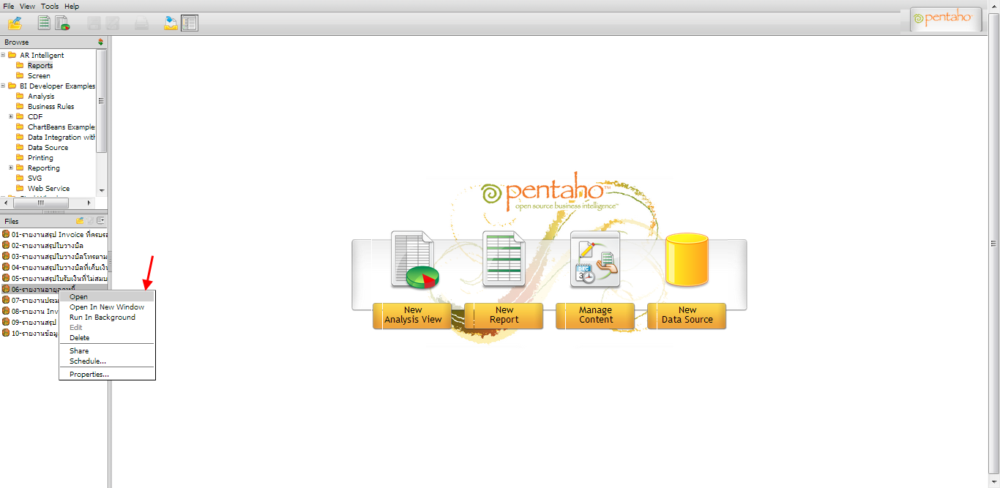 File View Tools Help
pentaho
Browse
AR Intelligent
Reports
Screen
BI Developer Examples
Analysis
Business Rules
CDF
ChartBeans Example
Data Integration with
Data Source
Printing
Reporting
SVG
Web Service
Files
01-รายงานสรุป Invoice ที่ครบรอ
02-รายงานสรุปใบวางบิล
03-รายงานสรุปใบวางบิลโทรตาม
04-รายงานสรุปใบวางบิลที่เก็บเงิ
05-รายงานสรุปใบรับเงินที่ไม่สมบ
06-รายงานอายุลูกหนี้
07-รายงานประม
08-รายงาน Inv
09-รายงานสรุป
10-รายงานข้อมู
Open
Open In New Window
Run In Background
Edit
Delete
Share
Schedule...
Properties...
pentaho™
open source business intelligence™
DEC
3
New
Analysis View
New
Report
Manage
Content
New
Data Source